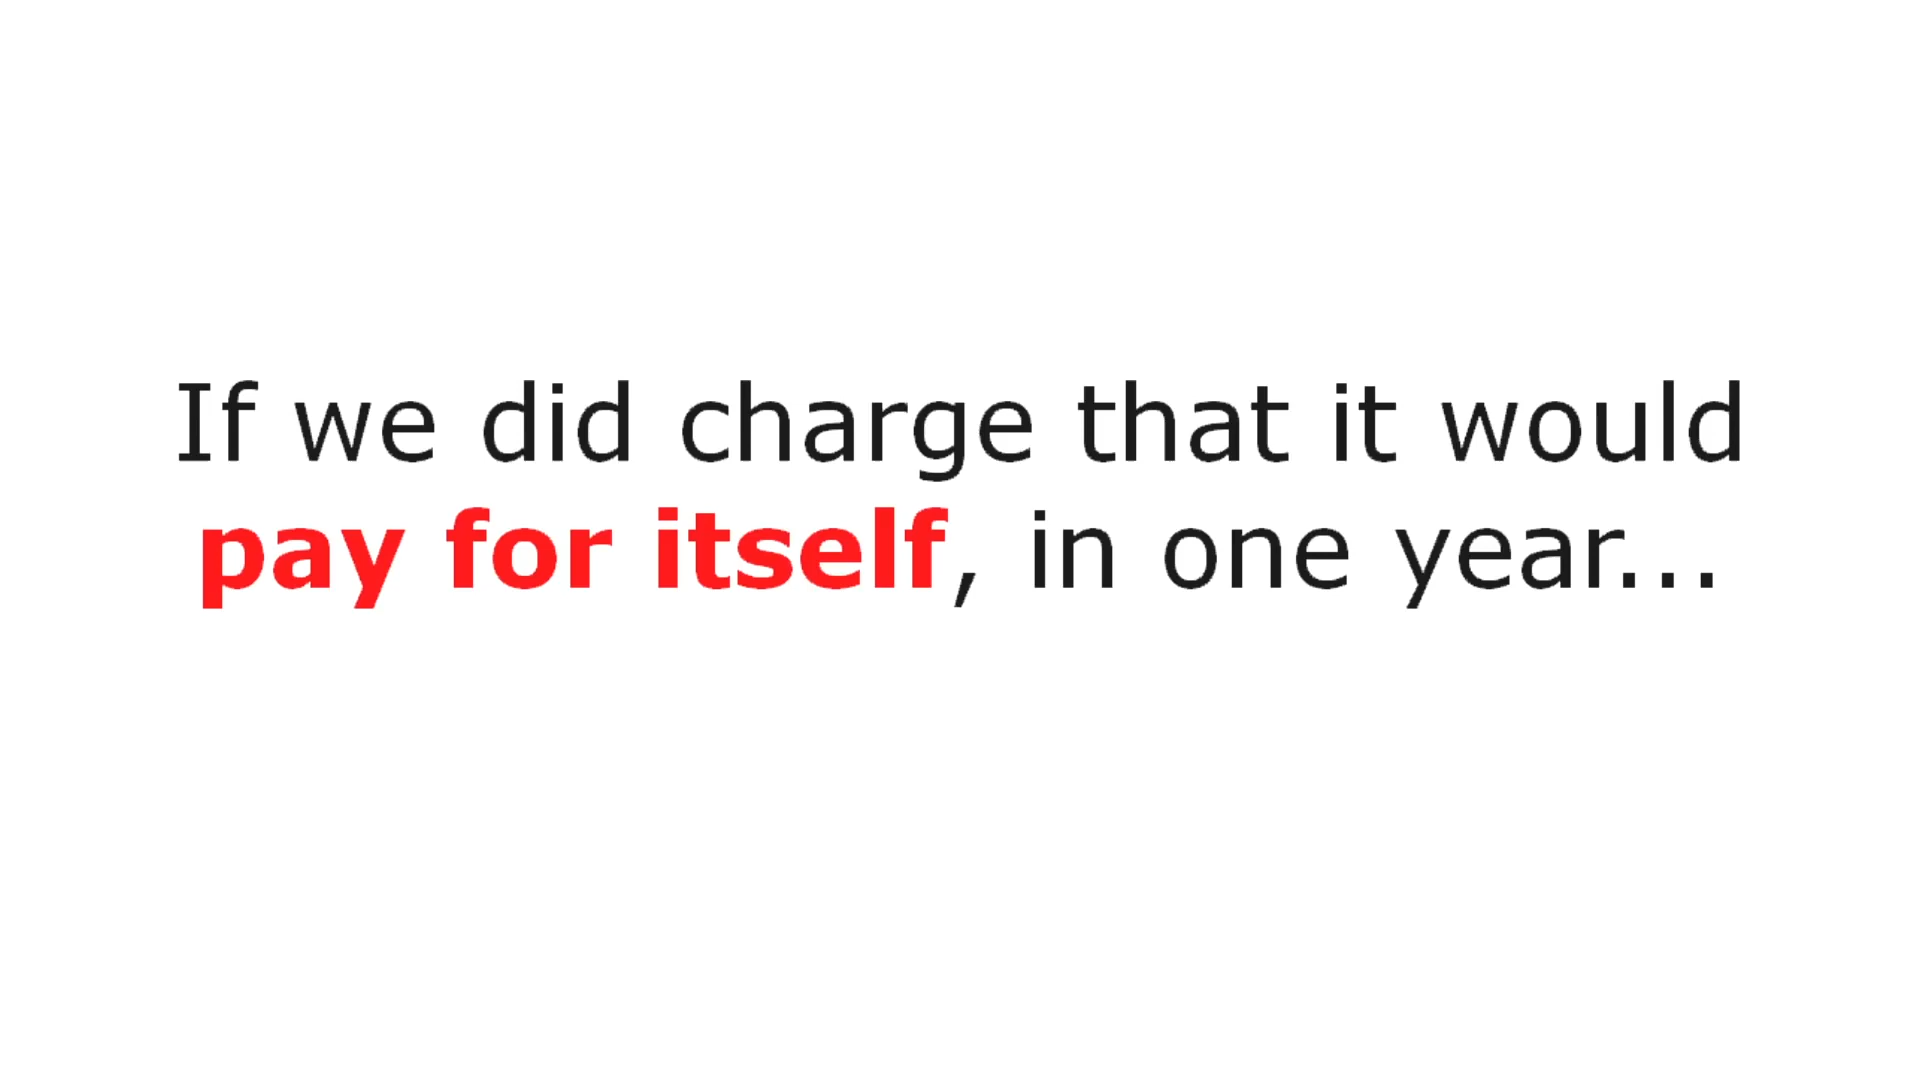 If we did charge that it would
pay for itself, in one year...